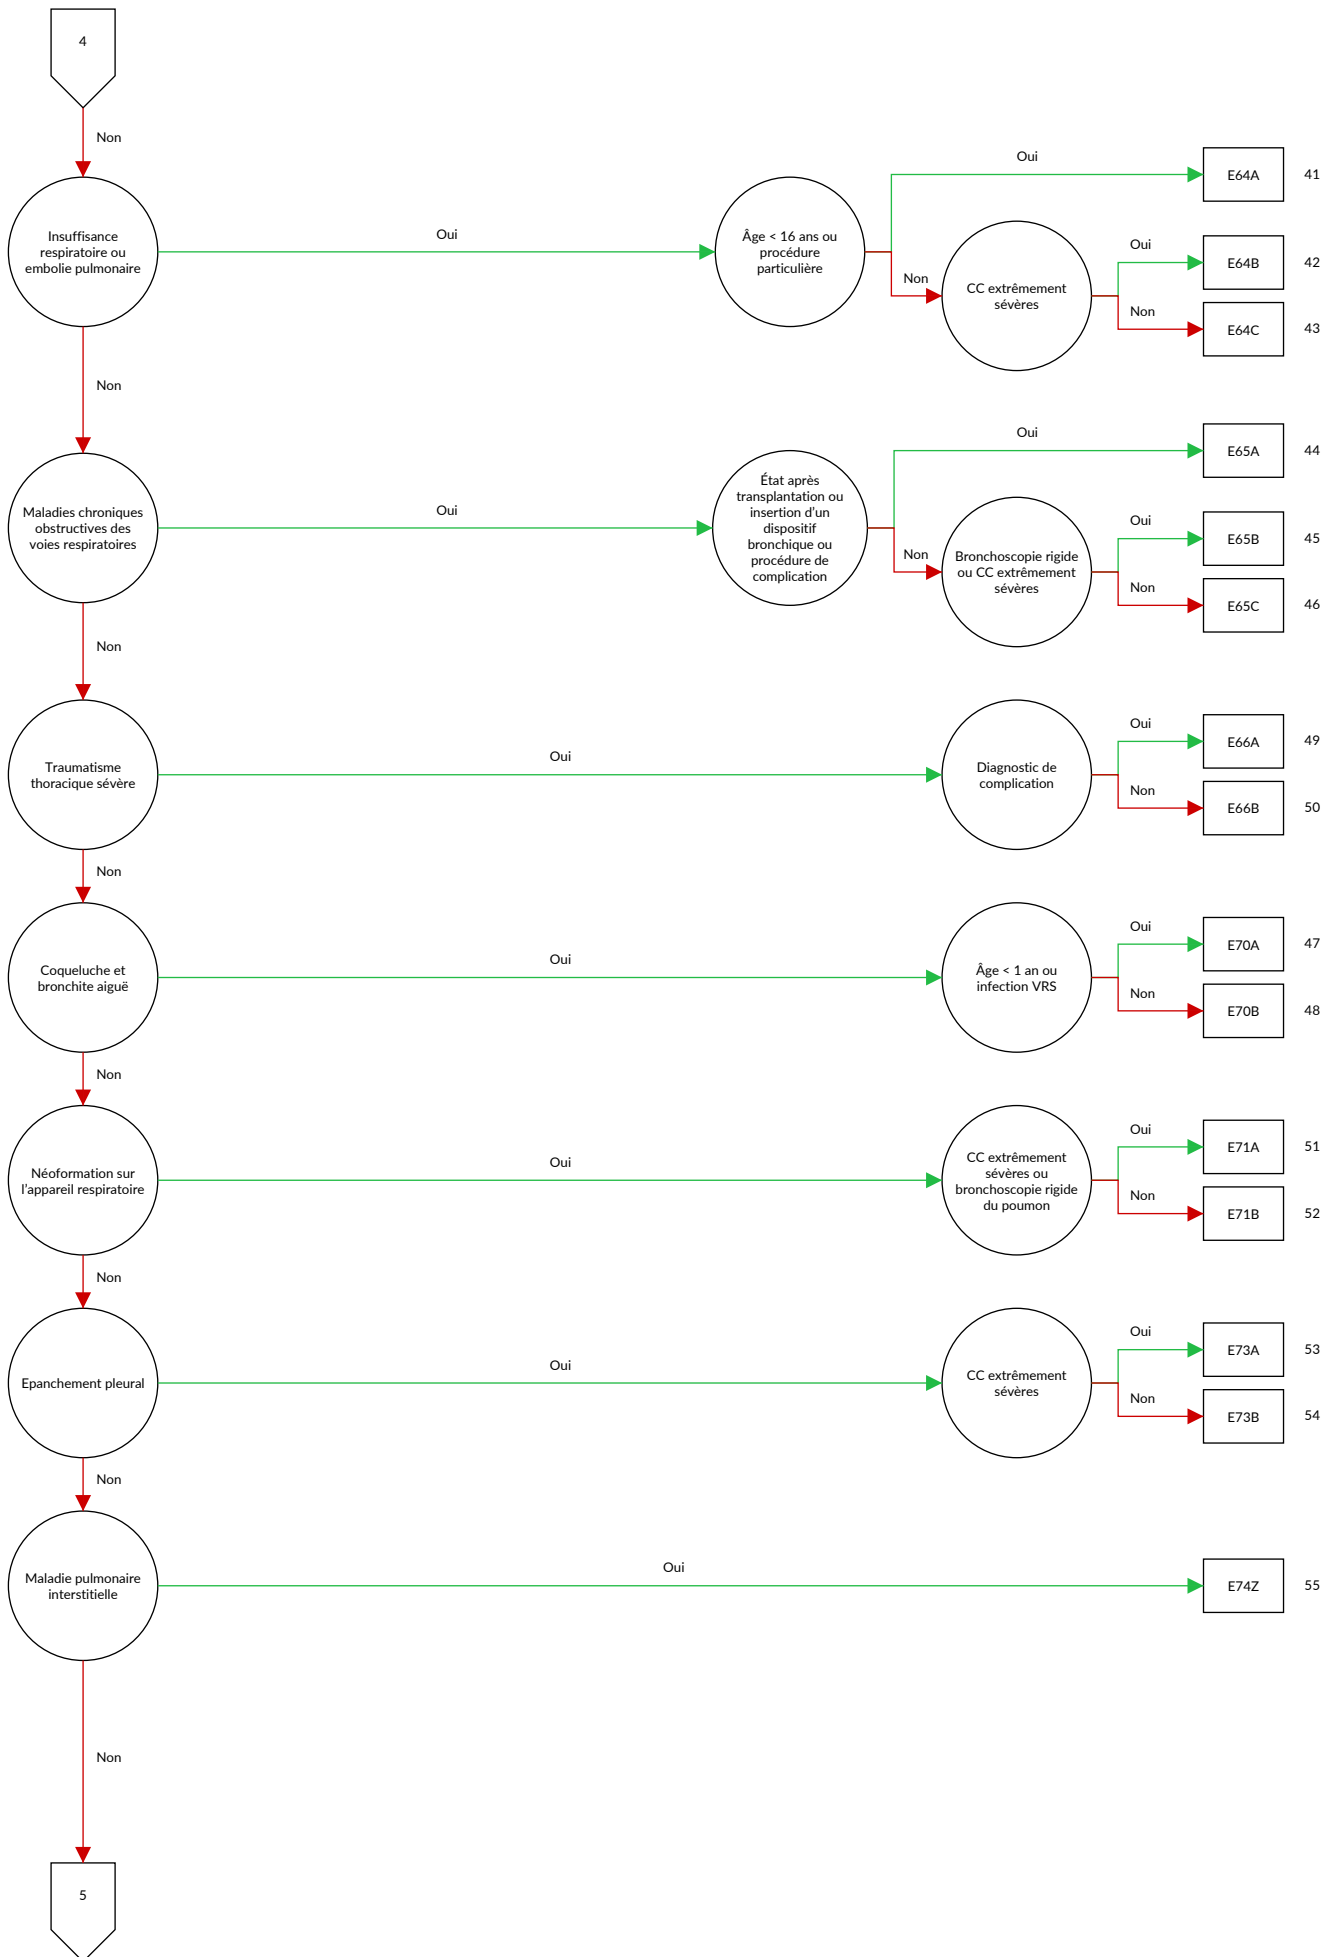 4
Non
Insuffisance
respiratoire ou
embolie pulmonaire
Oui
Âge < 16 ans ou
procédure
particulière
Oui
E64A
41
Non
CC extrêmement
sévères
Oui
E64B
42
Non
E64C
43
Non
Maladies chroniques
obstructives des
voies respiratoires
Oui
État après
transplantation ou
insertion d'un
dispositif
bronchique ou
procédure de
complication
Oui
E65A
44
Non
Bronchoscopie rigide
ou CC extrêmement
sévères
Oui
E65B
45
Non
E65C
46
Non
Traumatisme
thoracique sévère
Oui
Diagnostic de
complication
Oui
E66A
49
Non
E66B
50
Non
Coqueluche et
bronchite aiguë
Oui
Âge < 1 an ou
infection VRS
Oui
E70A
47
Non
E70B
48
Non
Néoformation sur
l'appareil respiratoire
Oui
CC extrêmement
sévères ou
bronchoscopie rigide
du poumon
Oui
E71A
51
Non
E71B
52
Non
Epanchement pleural
Oui
CC extrêmement
sévères
Oui
E73A
53
Non
E73B
54
Non
Maladie pulmonaire
interstitielle
Oui
E74Z
55
Non
5